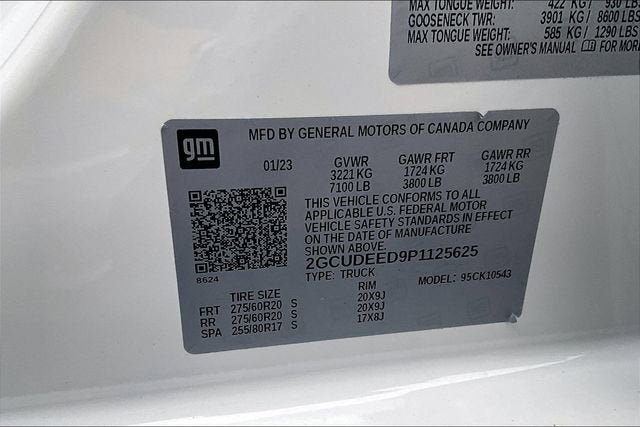 MAX TONGUE WEIGHT: 422 KG / 930 LBS
GOOSENECK TWR: 3901 KG / 8600 LBS
MAX TONGUE WEIGHT: 585 KG / 1290 LBS
SEE OWNER'S MANUAL FOR MOR
gm
MFD BY GENERAL MOTORS OF CANADA COMPANY
01/23 GVWR GAWR FRT GAWR RR
3221 KG 1724 KG 1724 KG
7100 LB 3800 LB 3800 LB
THIS VEHICLE CONFORMS TO ALL
APPLICABLE U.S. FEDERAL MOTOR
VEHICLE SAFETY STANDARDS IN EFFECT
ON THE DATE OF MANUFACTURE
SHOWN ABOVE.
2GCUDEED9P1125625
8624
TYPE: TRUCK MODEL: 95CK10543
TIRE SIZE RIM
FRT 275/60R20 S 20X9J
RR 275/60R20 S 20X9J
SPA 255/80R17 S 17X8J